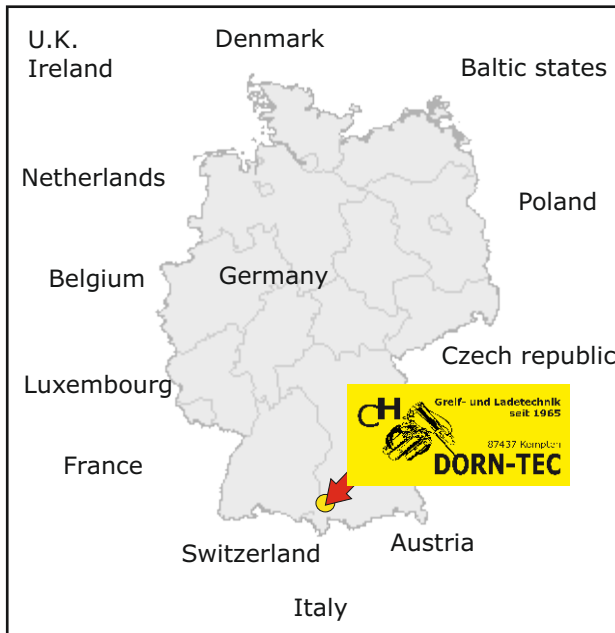 U.K.
Ireland
Denmark
Baltic states
Netherlands
Poland
Belgium
Germany
Czech republic
Luxembourg
CH
Greif- und Ladetechnik
seit 1965
87437 Kempten
DORN-TEC
France
Switzerland
Austria
Italy